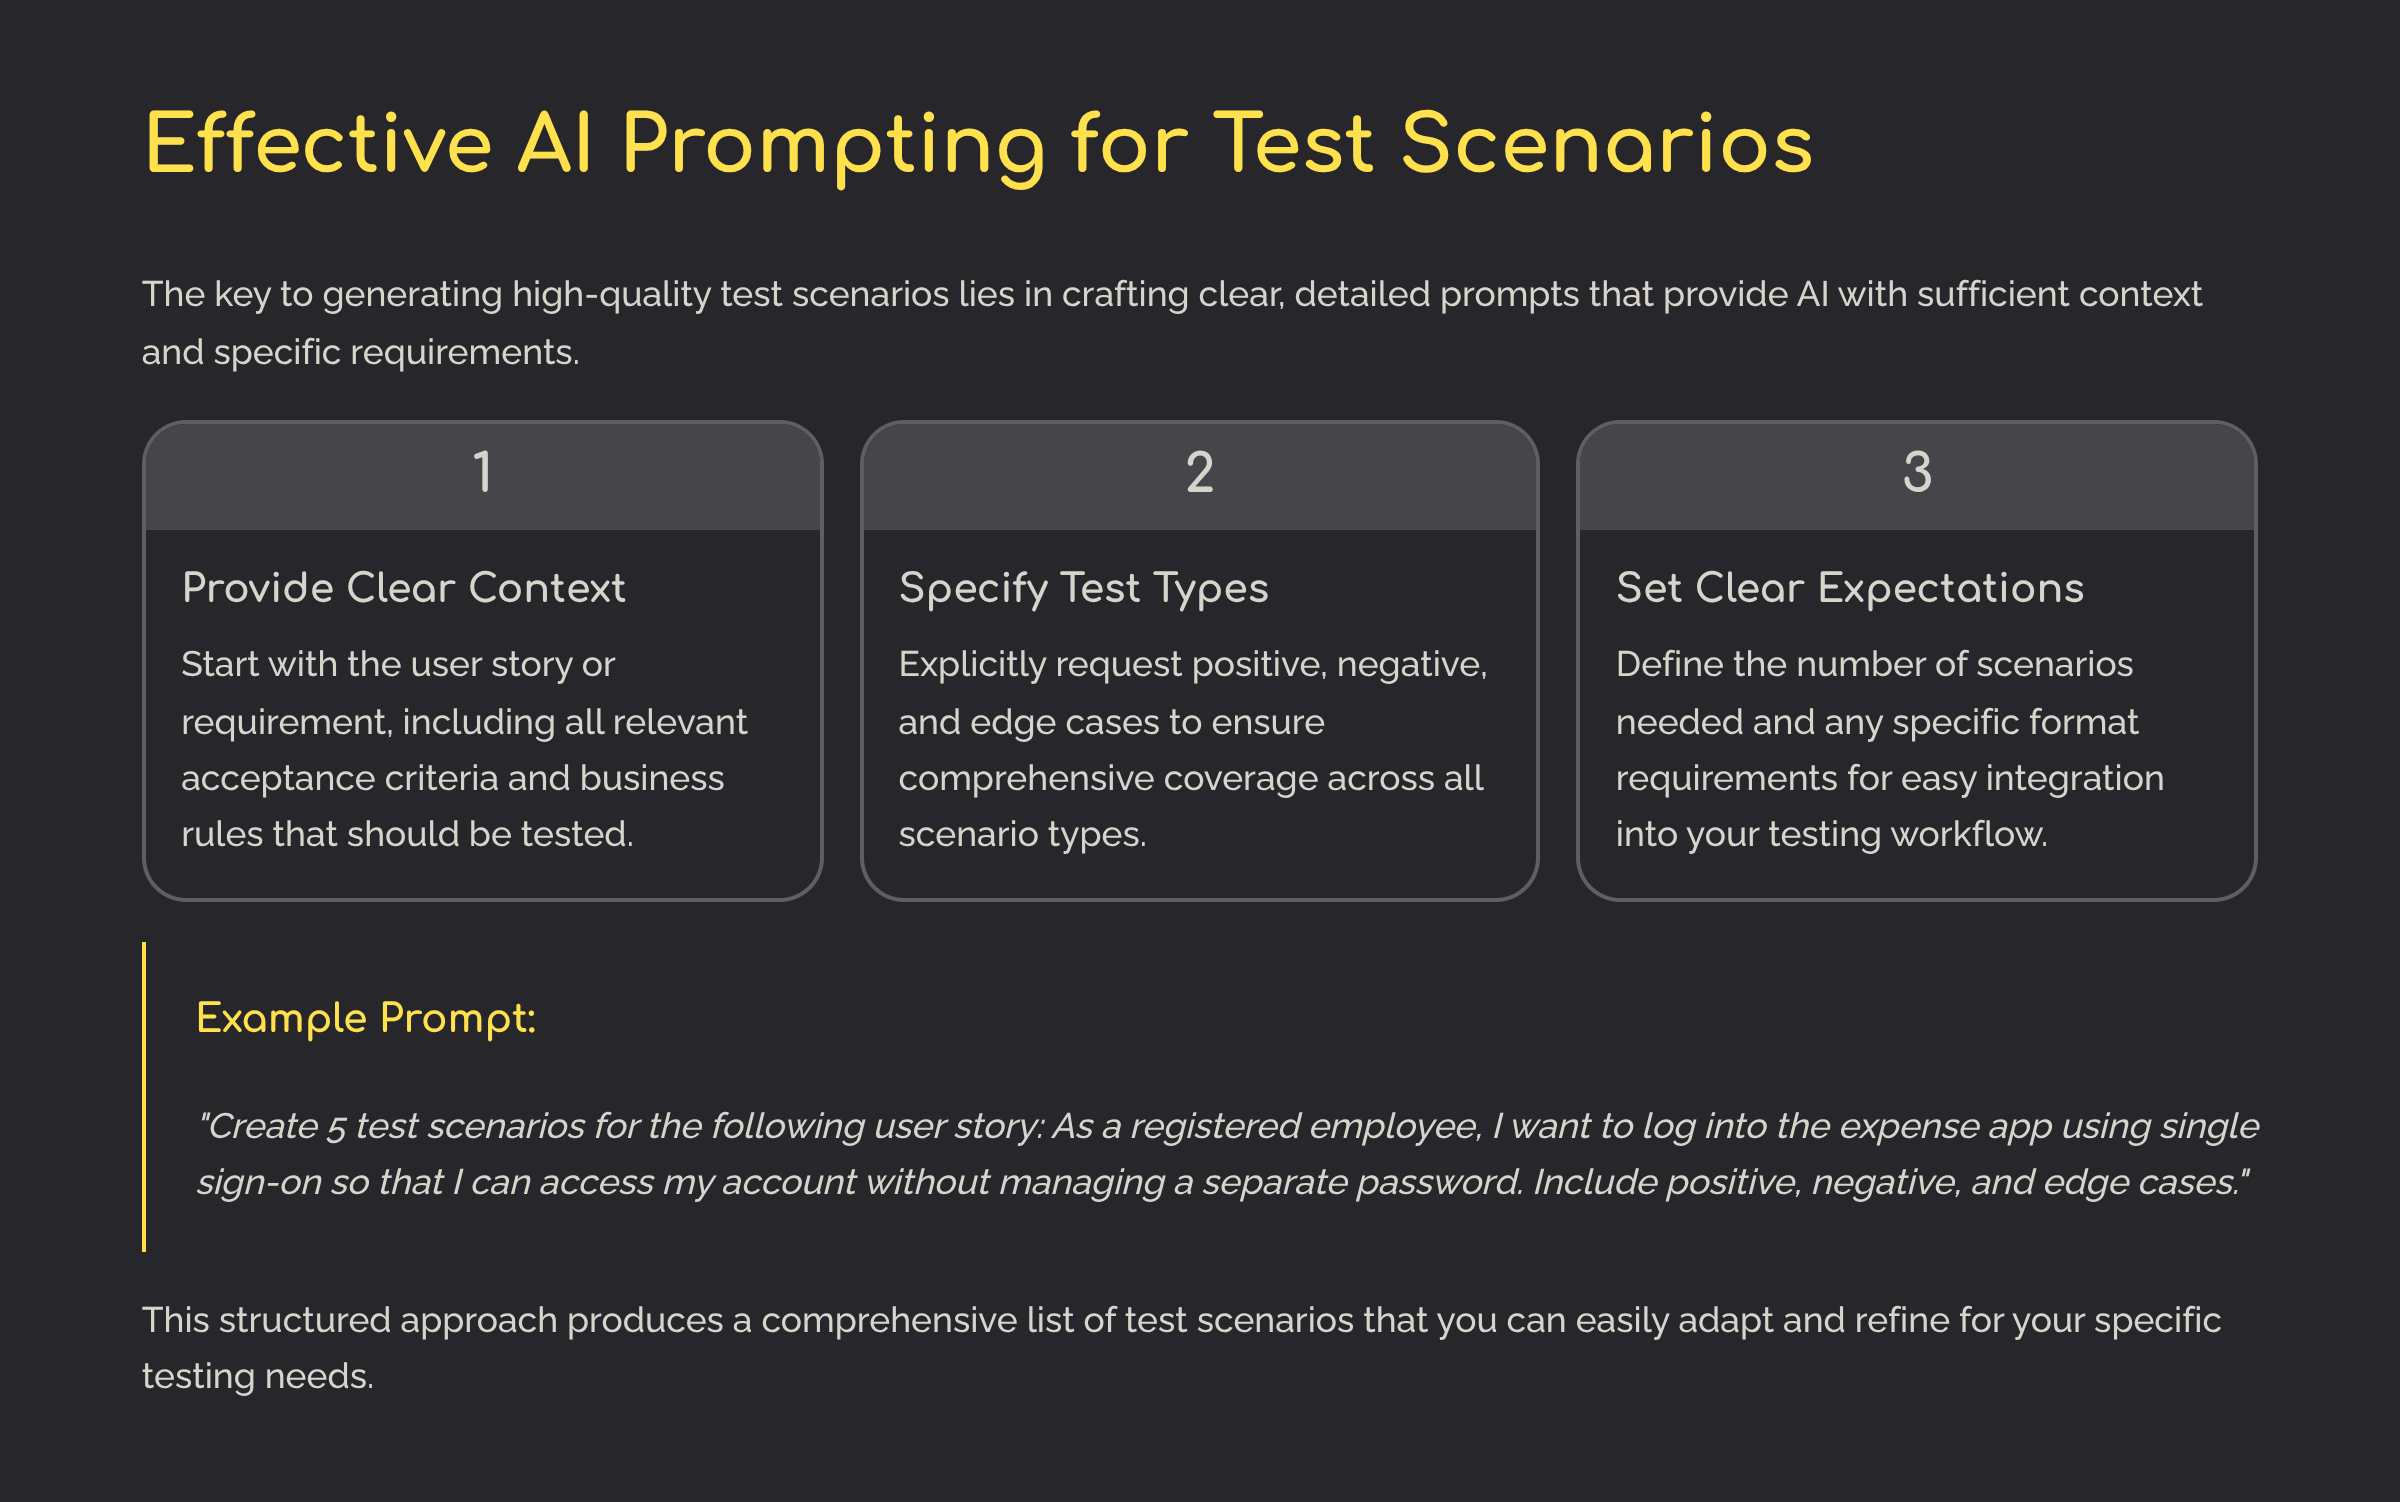 Effective AI Prompting for Test Scenarios
The key to generating high-quality test scenarios lies in crafting clear, detailed prompts that provide AI with sufficient context
and specific requirements.
1
Provide Clear Context
Start with the user story or
requirement, including all relevant
acceptance criteria and business
rules that should be tested.
2
Specify Test Types
Explicitly request positive, negative,
and edge cases to ensure
comprehensive coverage across all
scenario types.
3
Set Clear Expectations
Define the number of scenarios
needed and any specific format
requirements for easy integration
into your testing workflow.
Example Prompt:
"Create 5 test scenarios for the following user story: As a registered employee, I want to log into the expense app using single
sign-on so that I can access my account without managing a separate password. Include positive, negative, and edge cases."
This structured approach produces a comprehensive list of test scenarios that you can easily adapt and refine for your specific
testing needs.